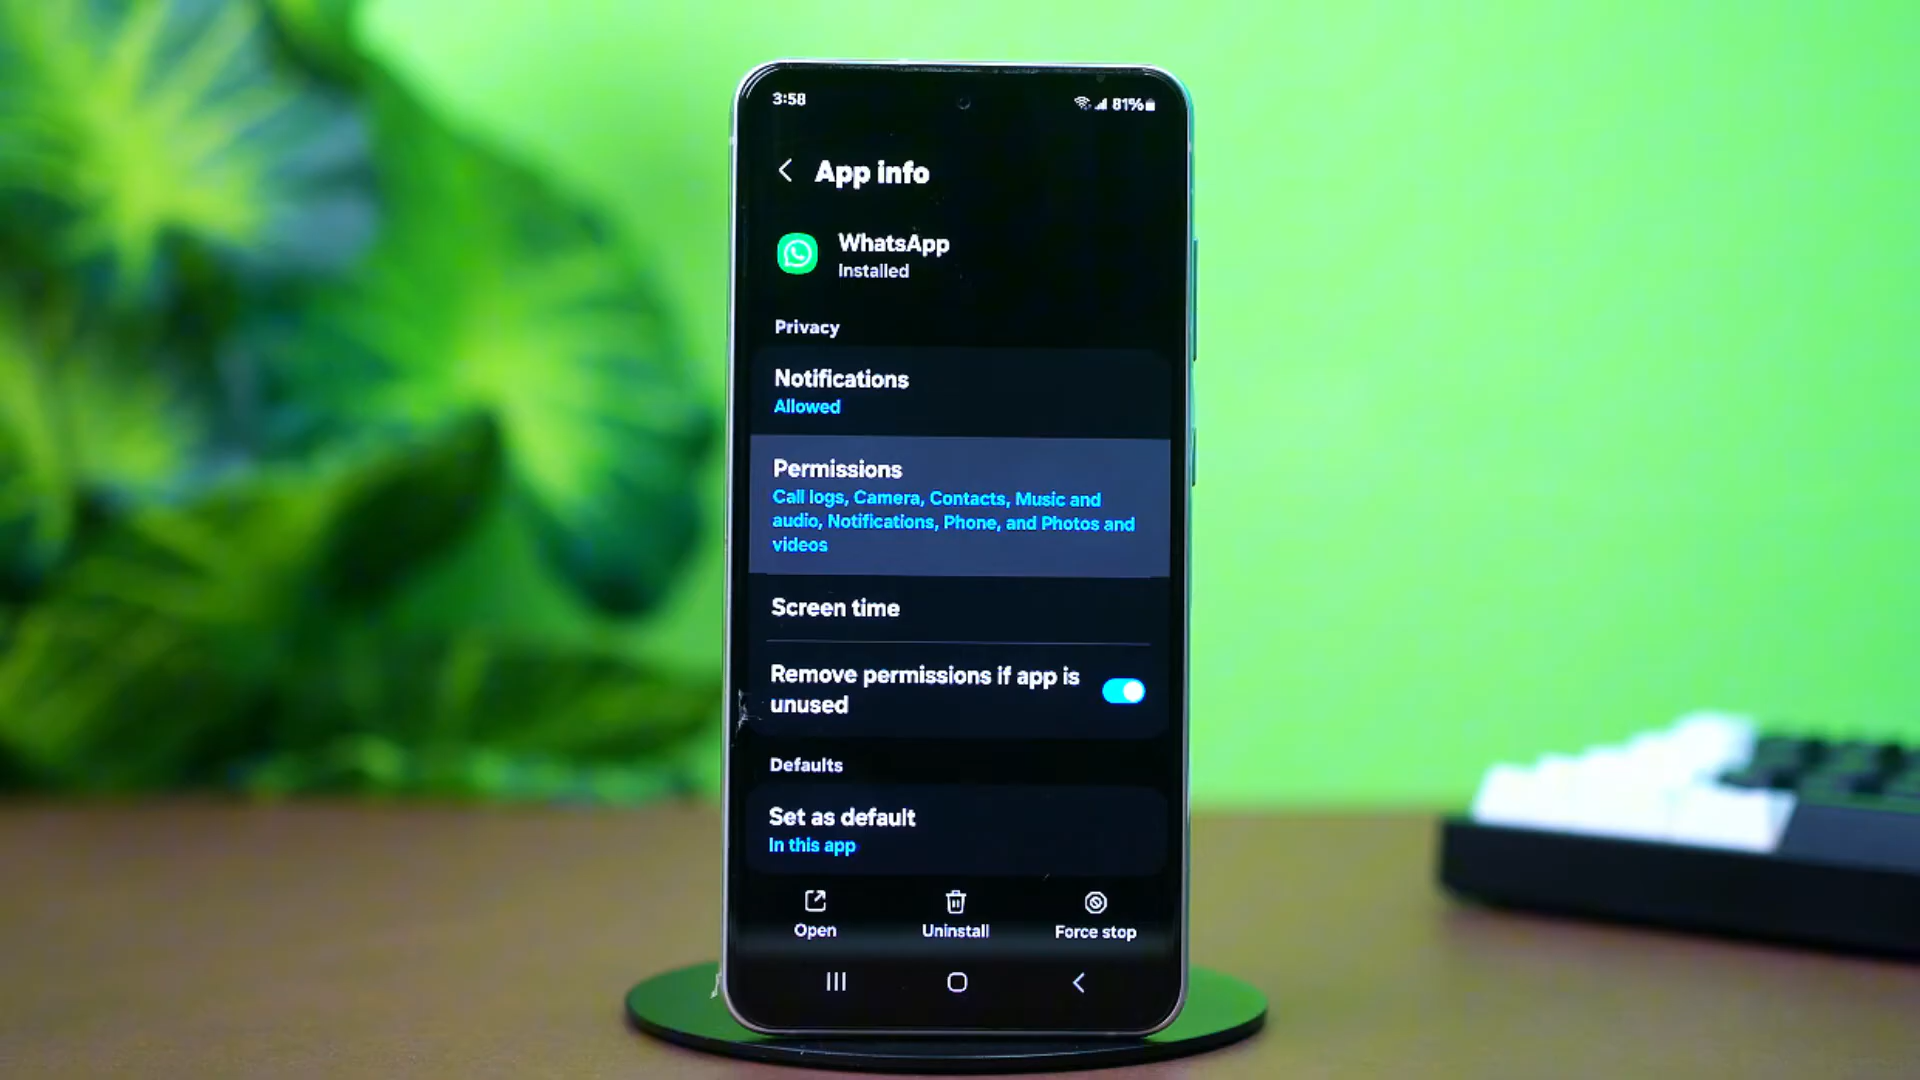 3:58
81%
App info
WhatsApp
Installed
Privacy
Notifications
Allowed
Permissions
Call logs, Camera, Contacts, Music and
audio, Notifications, Phone, and Photos and
videos
Screen time
Remove permissions if app is
unused
Defaults
Set as default
In this app
Open
Uninstall
Force stop